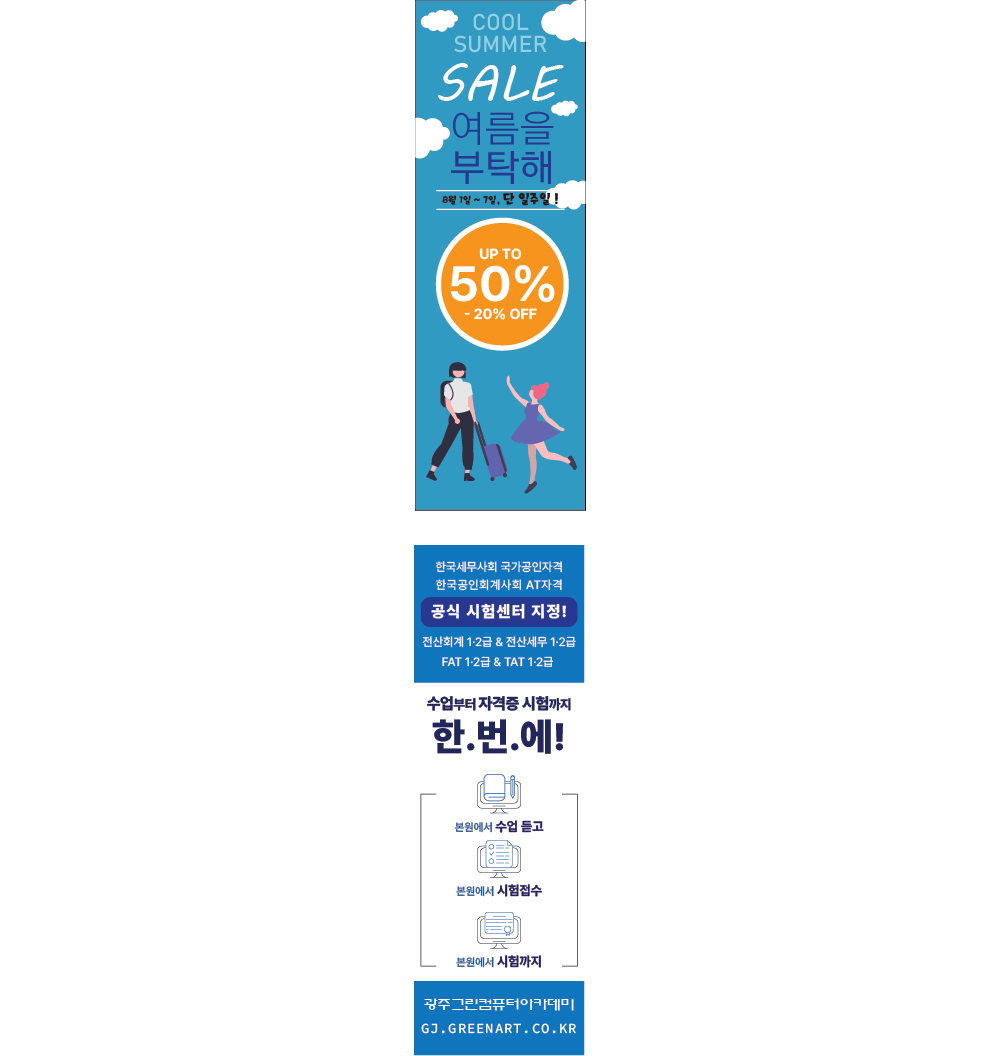 COOL
SUMMER
SALE
여름을
부탁해
8월 1일 ~ 7일, 단 일주일 !
UP TO
50%
- 20% OFF
한국세무사회 국가공인자격
한국공인회계사회 AT자격
공식 시험센터 지정!
전산회계 1·2급 & 전산세무 1·2급
FAT 1·2급 & TAT 1·2급
수업부터 자격증 시험까지
한.번.에!
본원에서 수업 듣고
본원에서 시험접수
본원에서 시험까지
광주그린컴퓨터아카데미
GJ.GREENART.CO.KR